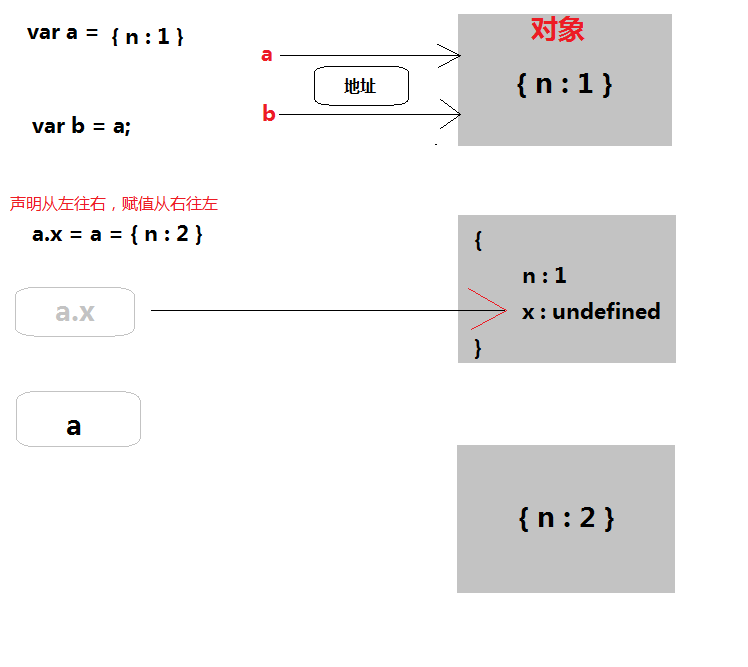 var a = { n : 1 }
对象
a
地址
{ n : 1 }
b
var b = a;
声明从左往右，赋值从右往左
a.x = a = { n : 2 }
{
n : 1
a.x
x : undefined
}
a
{ n : 2 }